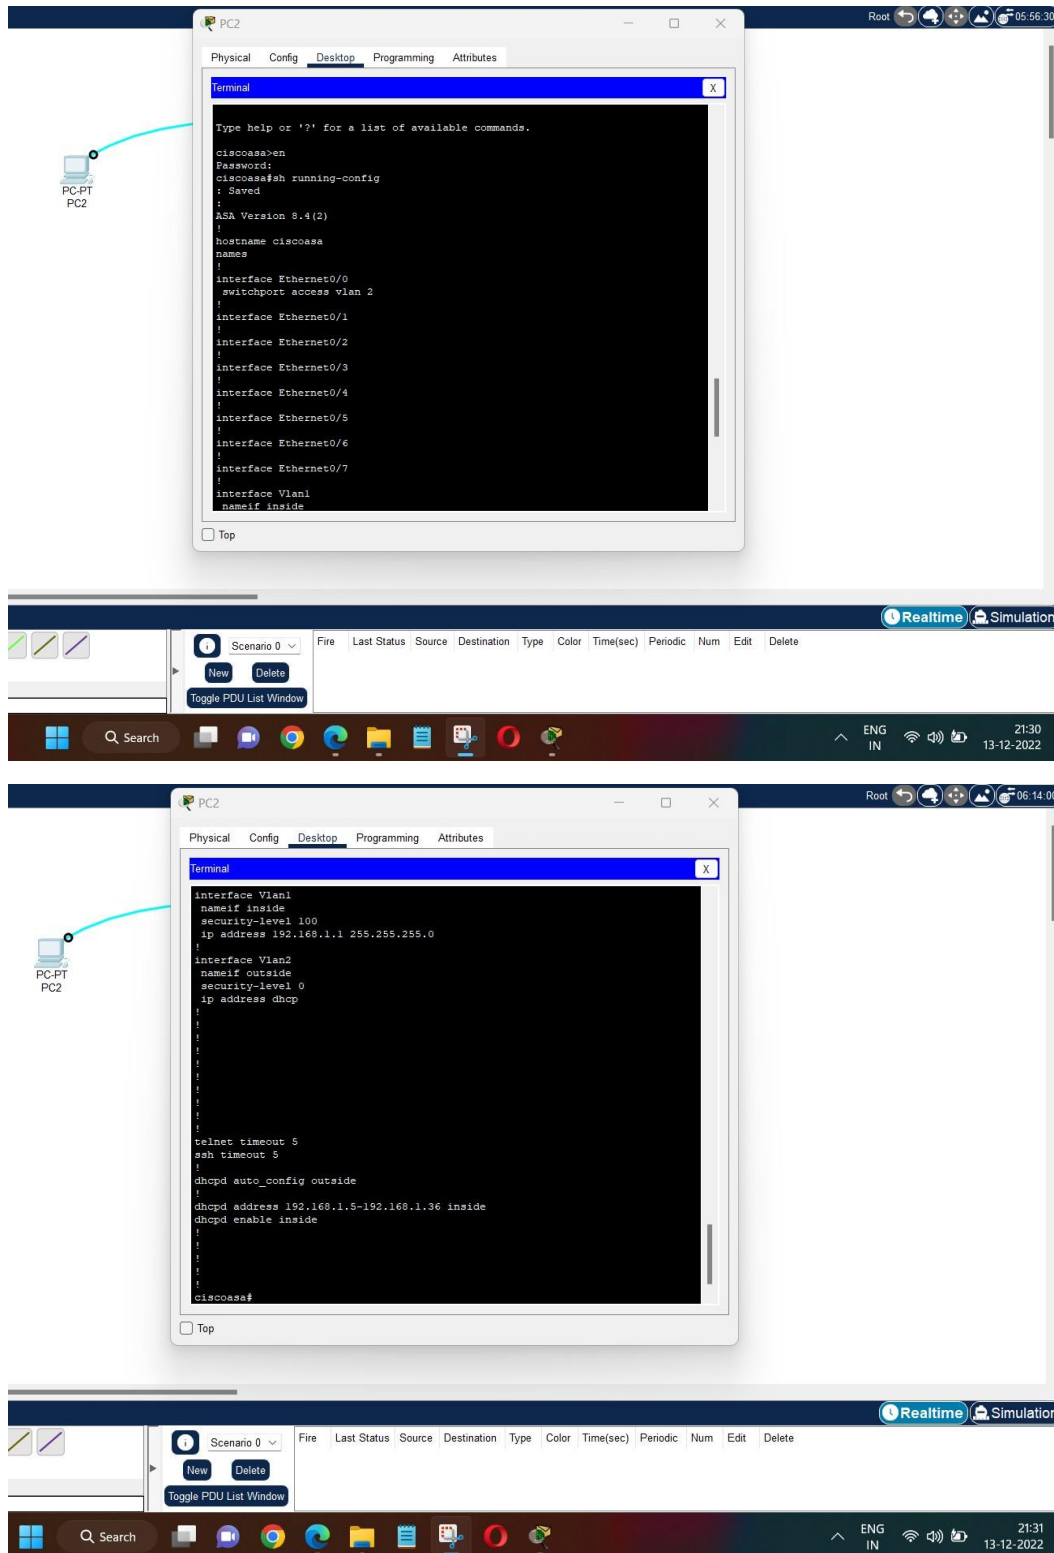 PC2
Root 05:56:30
Physical Config Desktop Programming Attributes
Terminal X
Type help or '?' for a list of available commands.
ciscoasa>en
Password:
ciscoasa#sh running-config
: Saved
:
ASA Version 8.4(2)
!
hostname ciscoasa
names
!
interface Ethernet0/0
switchport access vlan 2
!
interface Ethernet0/1
!
interface Ethernet0/2
!
interface Ethernet0/3
!
interface Ethernet0/4
!
interface Ethernet0/5
!
interface Ethernet0/6
!
interface Ethernet0/7
!
interface Vlan1
nameif inside
PC-PT
PC2
Top
Realtime Simulation
Scenario 0
Fire Last Status Source Destination Type Color Time(sec) Periodic Num Edit Delete
New Delete
Toggle PDU List Window
Search
ENG
IN
21:30
13-12-2022
PC2
Root 06:14:00
Physical Config Desktop Programming Attributes
Terminal X
interface Vlan1
nameif inside
security-level 100
ip address 192.168.1.1 255.255.255.0
!
interface Vlan2
nameif outside
security-level 0
ip address dhcp
!
!
!
!
!
!
!
!
!
!
telnet timeout 5
ssh timeout 5
!
dhcpd auto_config outside
!
dhcpd address 192.168.1.5-192.168.1.36 inside
dhcpd enable inside
!
!
!
!
!
ciscoasa#
PC-PT
PC2
Top
Realtime Simulation
Scenario 0
Fire Last Status Source Destination Type Color Time(sec) Periodic Num Edit Delete
New Delete
Toggle PDU List Window
Search
ENG
IN
21:31
13-12-2022